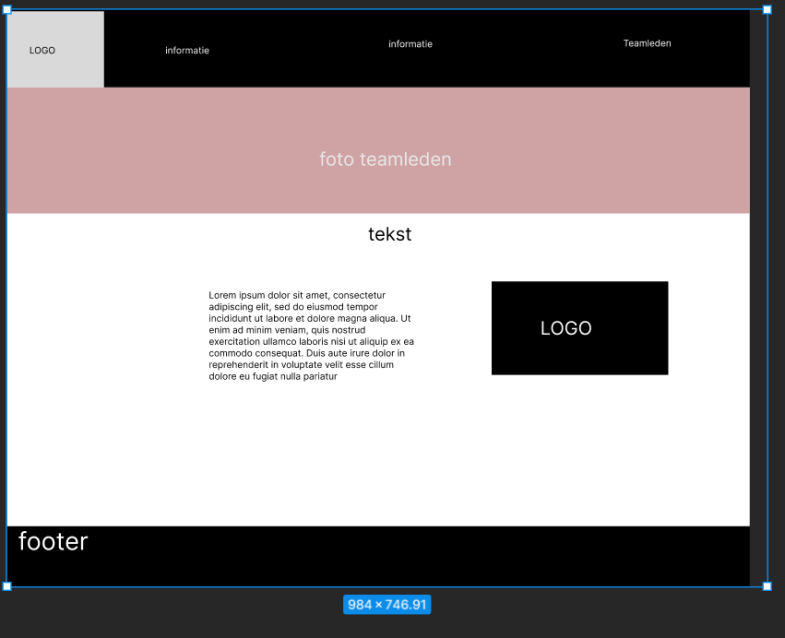 LOGO
informatie
informatie
Teamleden
foto teamleden
tekst
Lorem ipsum dolor sit amet, consectetur
adipiscing elit, sed do eiusmod tempor
incididunt ut labore et dolore magna aliqua. Ut
enim ad minim veniam, quis nostrud
exercitation ullamco laboris nisi ut aliquip ex ea
commodo consequat. Duis aute irure dolor in
reprehenderit in voluptate velit esse cillum
dolore eu fugiat nulla pariatur
LOGO
footer
984 × 746.91